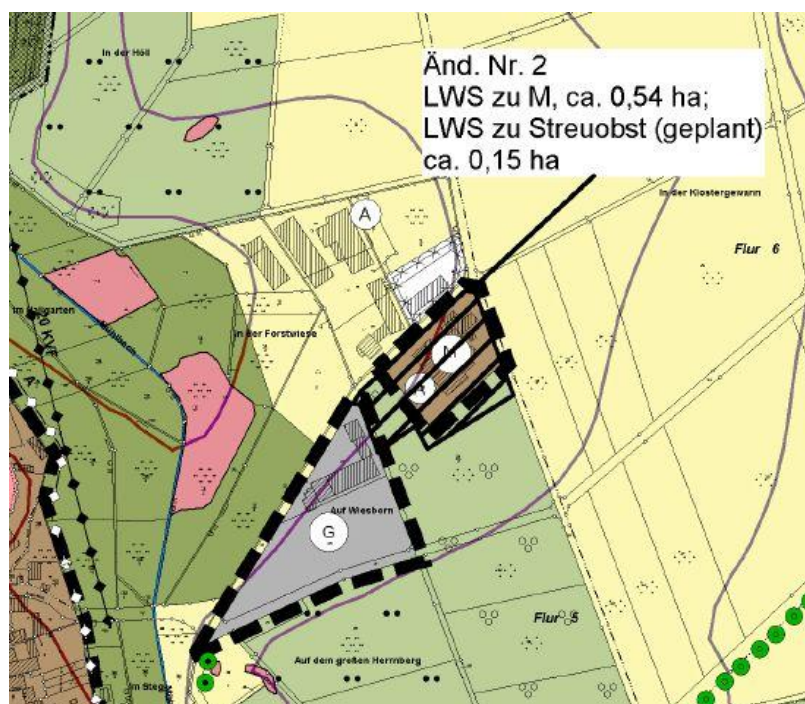 In der Höll
Änd. Nr. 2
LWS zu M, ca. 0,54 ha;
LWS zu Streuobst (geplant)
ca. 0,15 ha
In der Klostergewann
A
Flur 6
20 KVF
In der Forstwiese
M
A
Auf Wiesborn
G
Flur 5
Auf dem großen Herrnberg
Im Steg